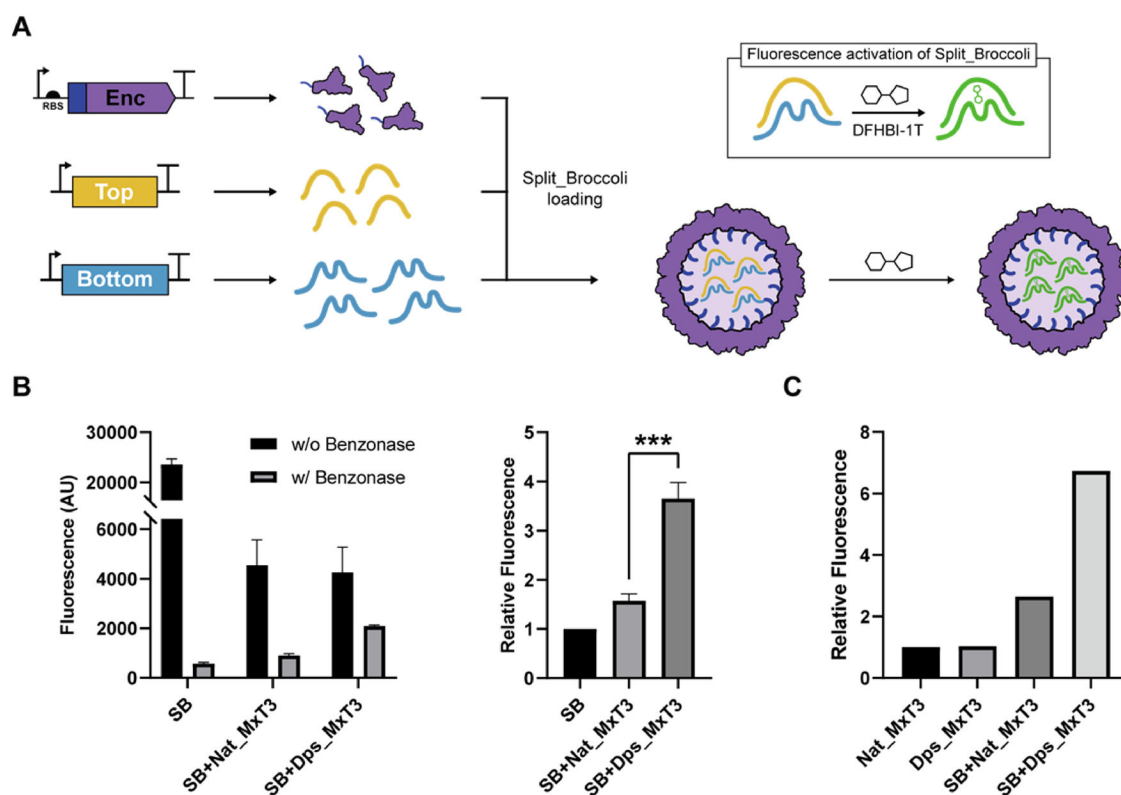 A
RBS
Enc
Top
Bottom
Split_Broccoli
loading
Fluorescence activation of Split_Broccoli
DFHBI-1T
B
Fluorescence (AU)
30000
20000
6000
4000
2000
0
w/o Benzonase
w/ Benzonase
SB
SB+Nat_MxT3
SB+Dps_MxT3
Relative Fluorescence
5
4
3
2
1
0
***
SB
SB+Nat_MxT3
SB+Dps_MxT3
C
Relative Fluorescence
8
6
4
2
0
Nat_MxT3
Dps_MxT3
SB+Nat_MxT3
SB+Dps_MxT3